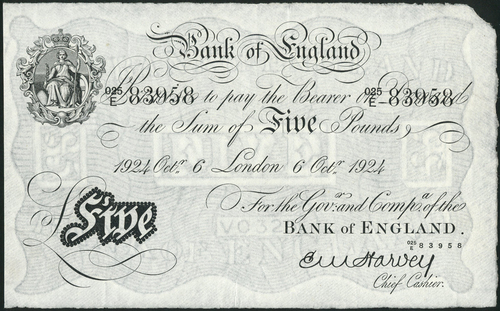 Bank of England
025/E 83958 025/E 83958
I Promise to pay the Bearer on Demand
the Sum of Five Pounds
1924 Octr. 6 London 6 Octr. 1924
For the Govr. and Compa. of the
BANK of ENGLAND.
025/E 83958
£Five
C M Harvey
Chief Cashier.